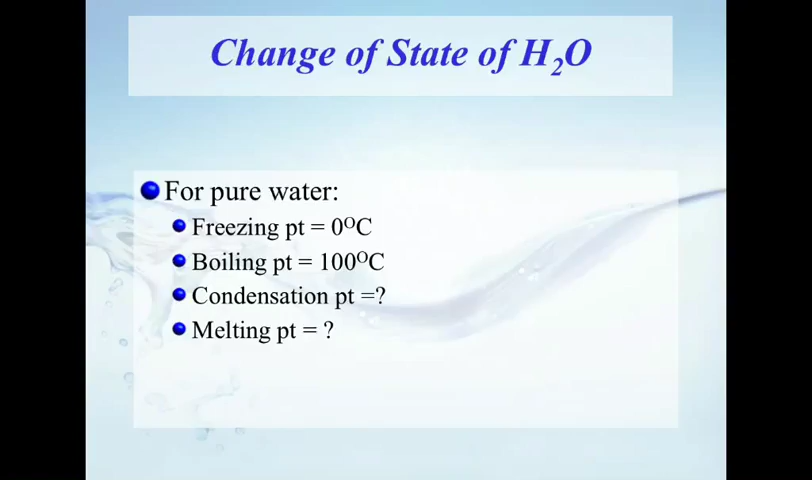 Change of State of H₂O
For pure water:
Freezing pt = 0ᴼC
Boiling pt = 100ᴼC
Condensation pt =?
Melting pt = ?